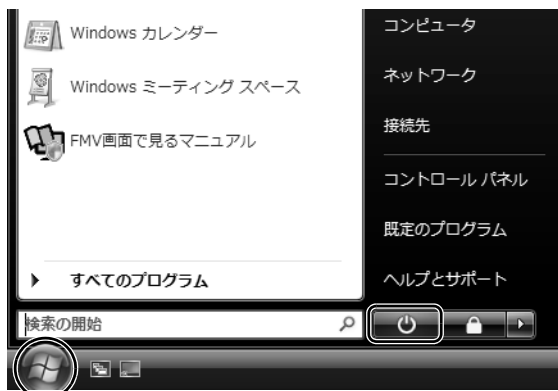 Windows カレンダー
Windows ミーティング スペース
FMV画面で見るマニュアル
すべてのプログラム
検索の開始
コンピュータ
ネットワーク
接続先
コントロール パネル
既定のプログラム
ヘルプとサポート